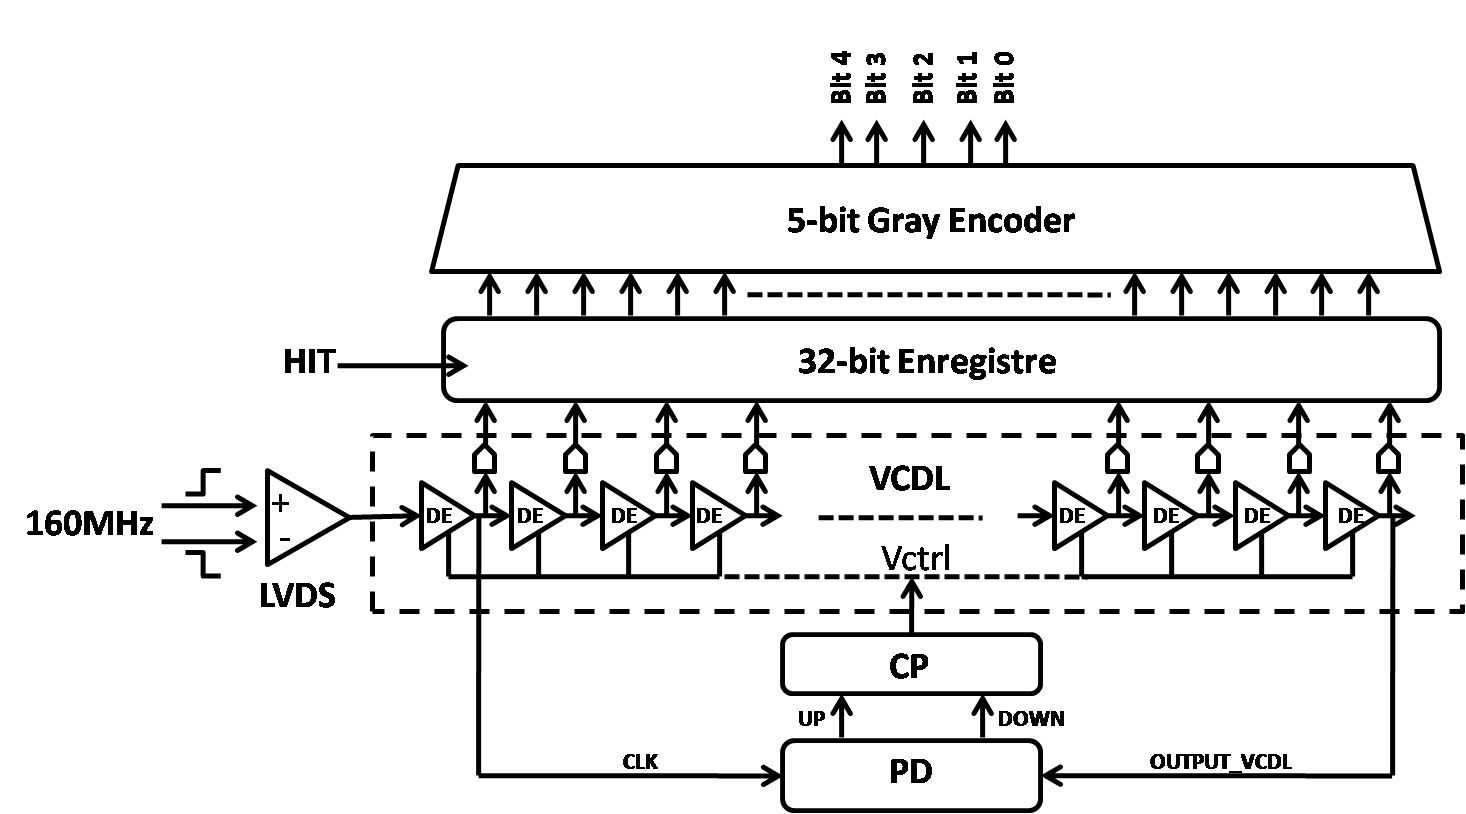 Bit 4
Bit 3
Bit 2
Bit 1
Bit 0
5-bit Gray Encoder
HIT
32-bit Enregistre
VCDL
160MHz
+
-
LVDS
DE
DE
DE
DE
DE
DE
DE
DE
Vctrl
CP
UP
DOWN
CLK
PD
OUTPUT_VCDL